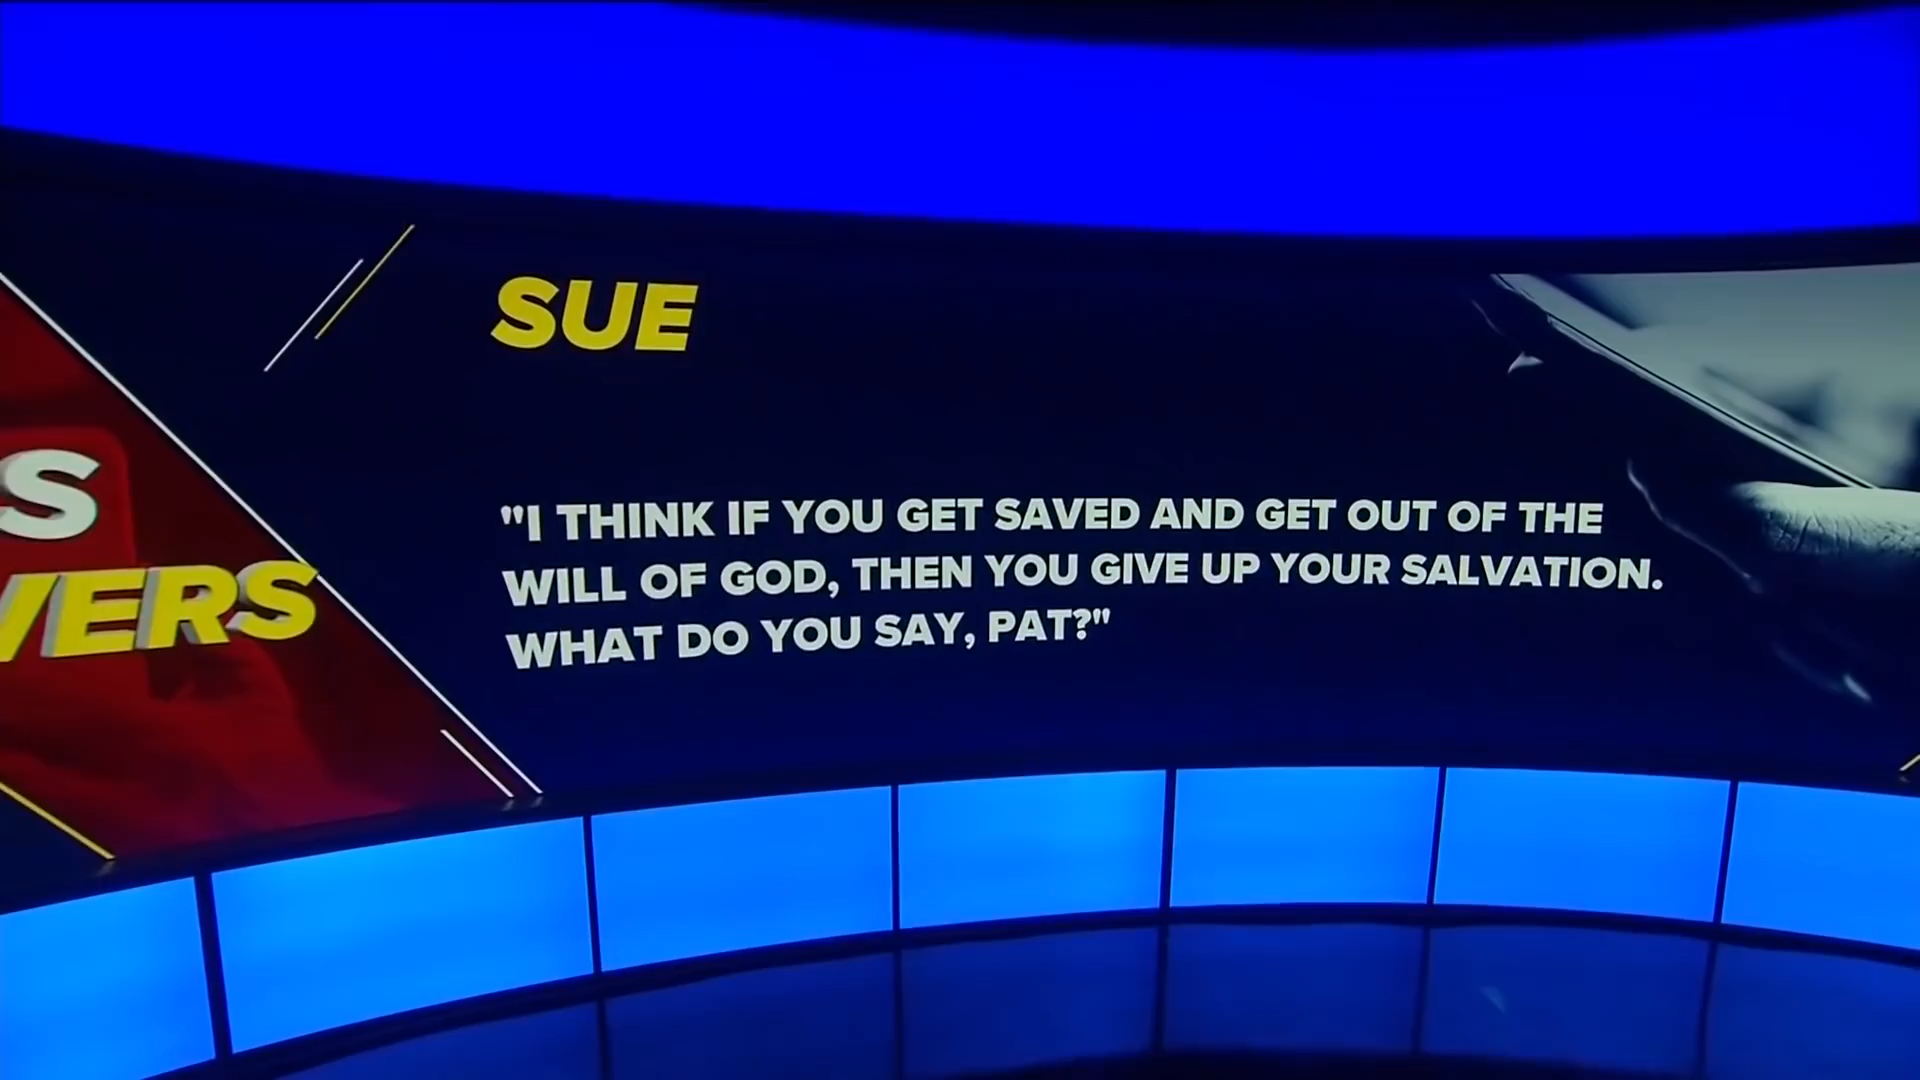 S
VERS
SUE
"I THINK IF YOU GET SAVED AND GET OUT OF THE
WILL OF GOD, THEN YOU GIVE UP YOUR SALVATION.
WHAT DO YOU SAY, PAT?"